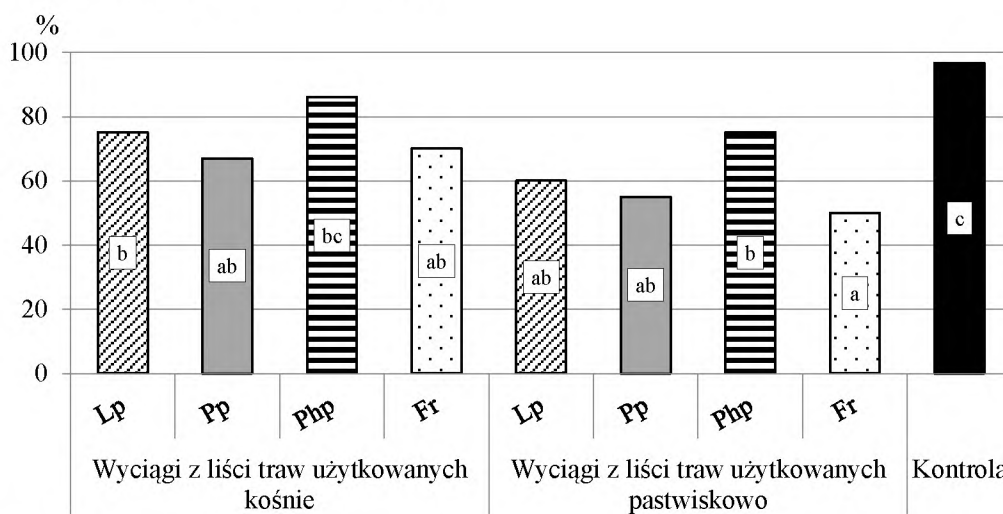 %
100
80
60
40
20
0
b
ab
bc
ab
ab
ab
b
a
c
Lp
Pp
Php
Fr
Lp
Pp
Php
Fr
Wyciągi z liści traw użytkowanych
kośnie
Wyciągi z liści traw użytkowanych
pastwiskowo
Kontrola